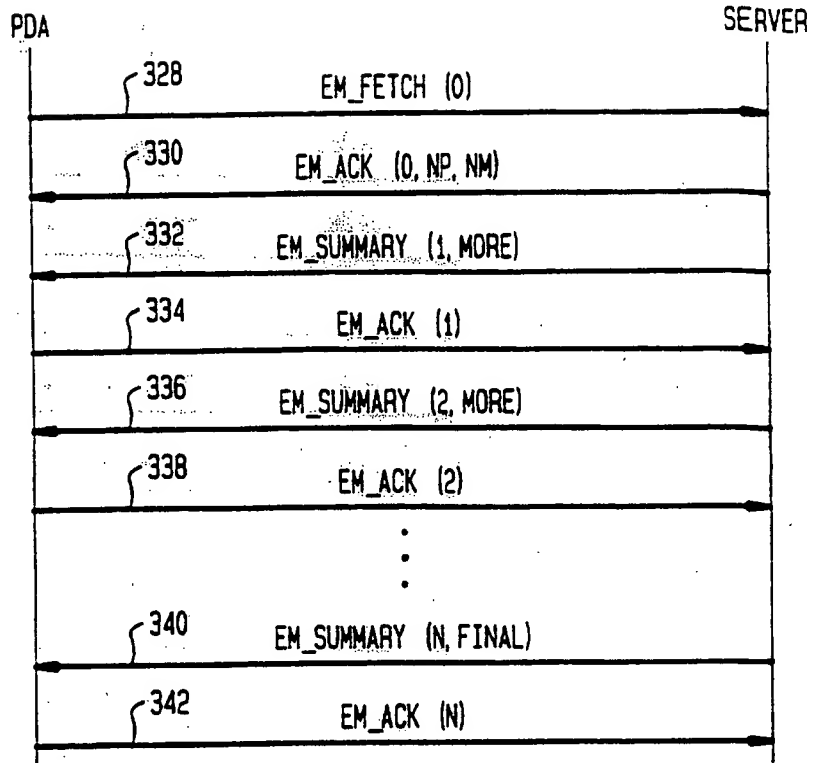 PDA
SERVER
328
EM_FETCH (0)
330
EM_ACK (0, NP, NM)
332
EM_SUMMARY (1, MORE)
334
EM_ACK (1)
336
EM_SUMMARY (2, MORE)
338
EM_ACK (2)
340
EM_SUMMARY (N, FINAL)
342
EM_ACK (N)